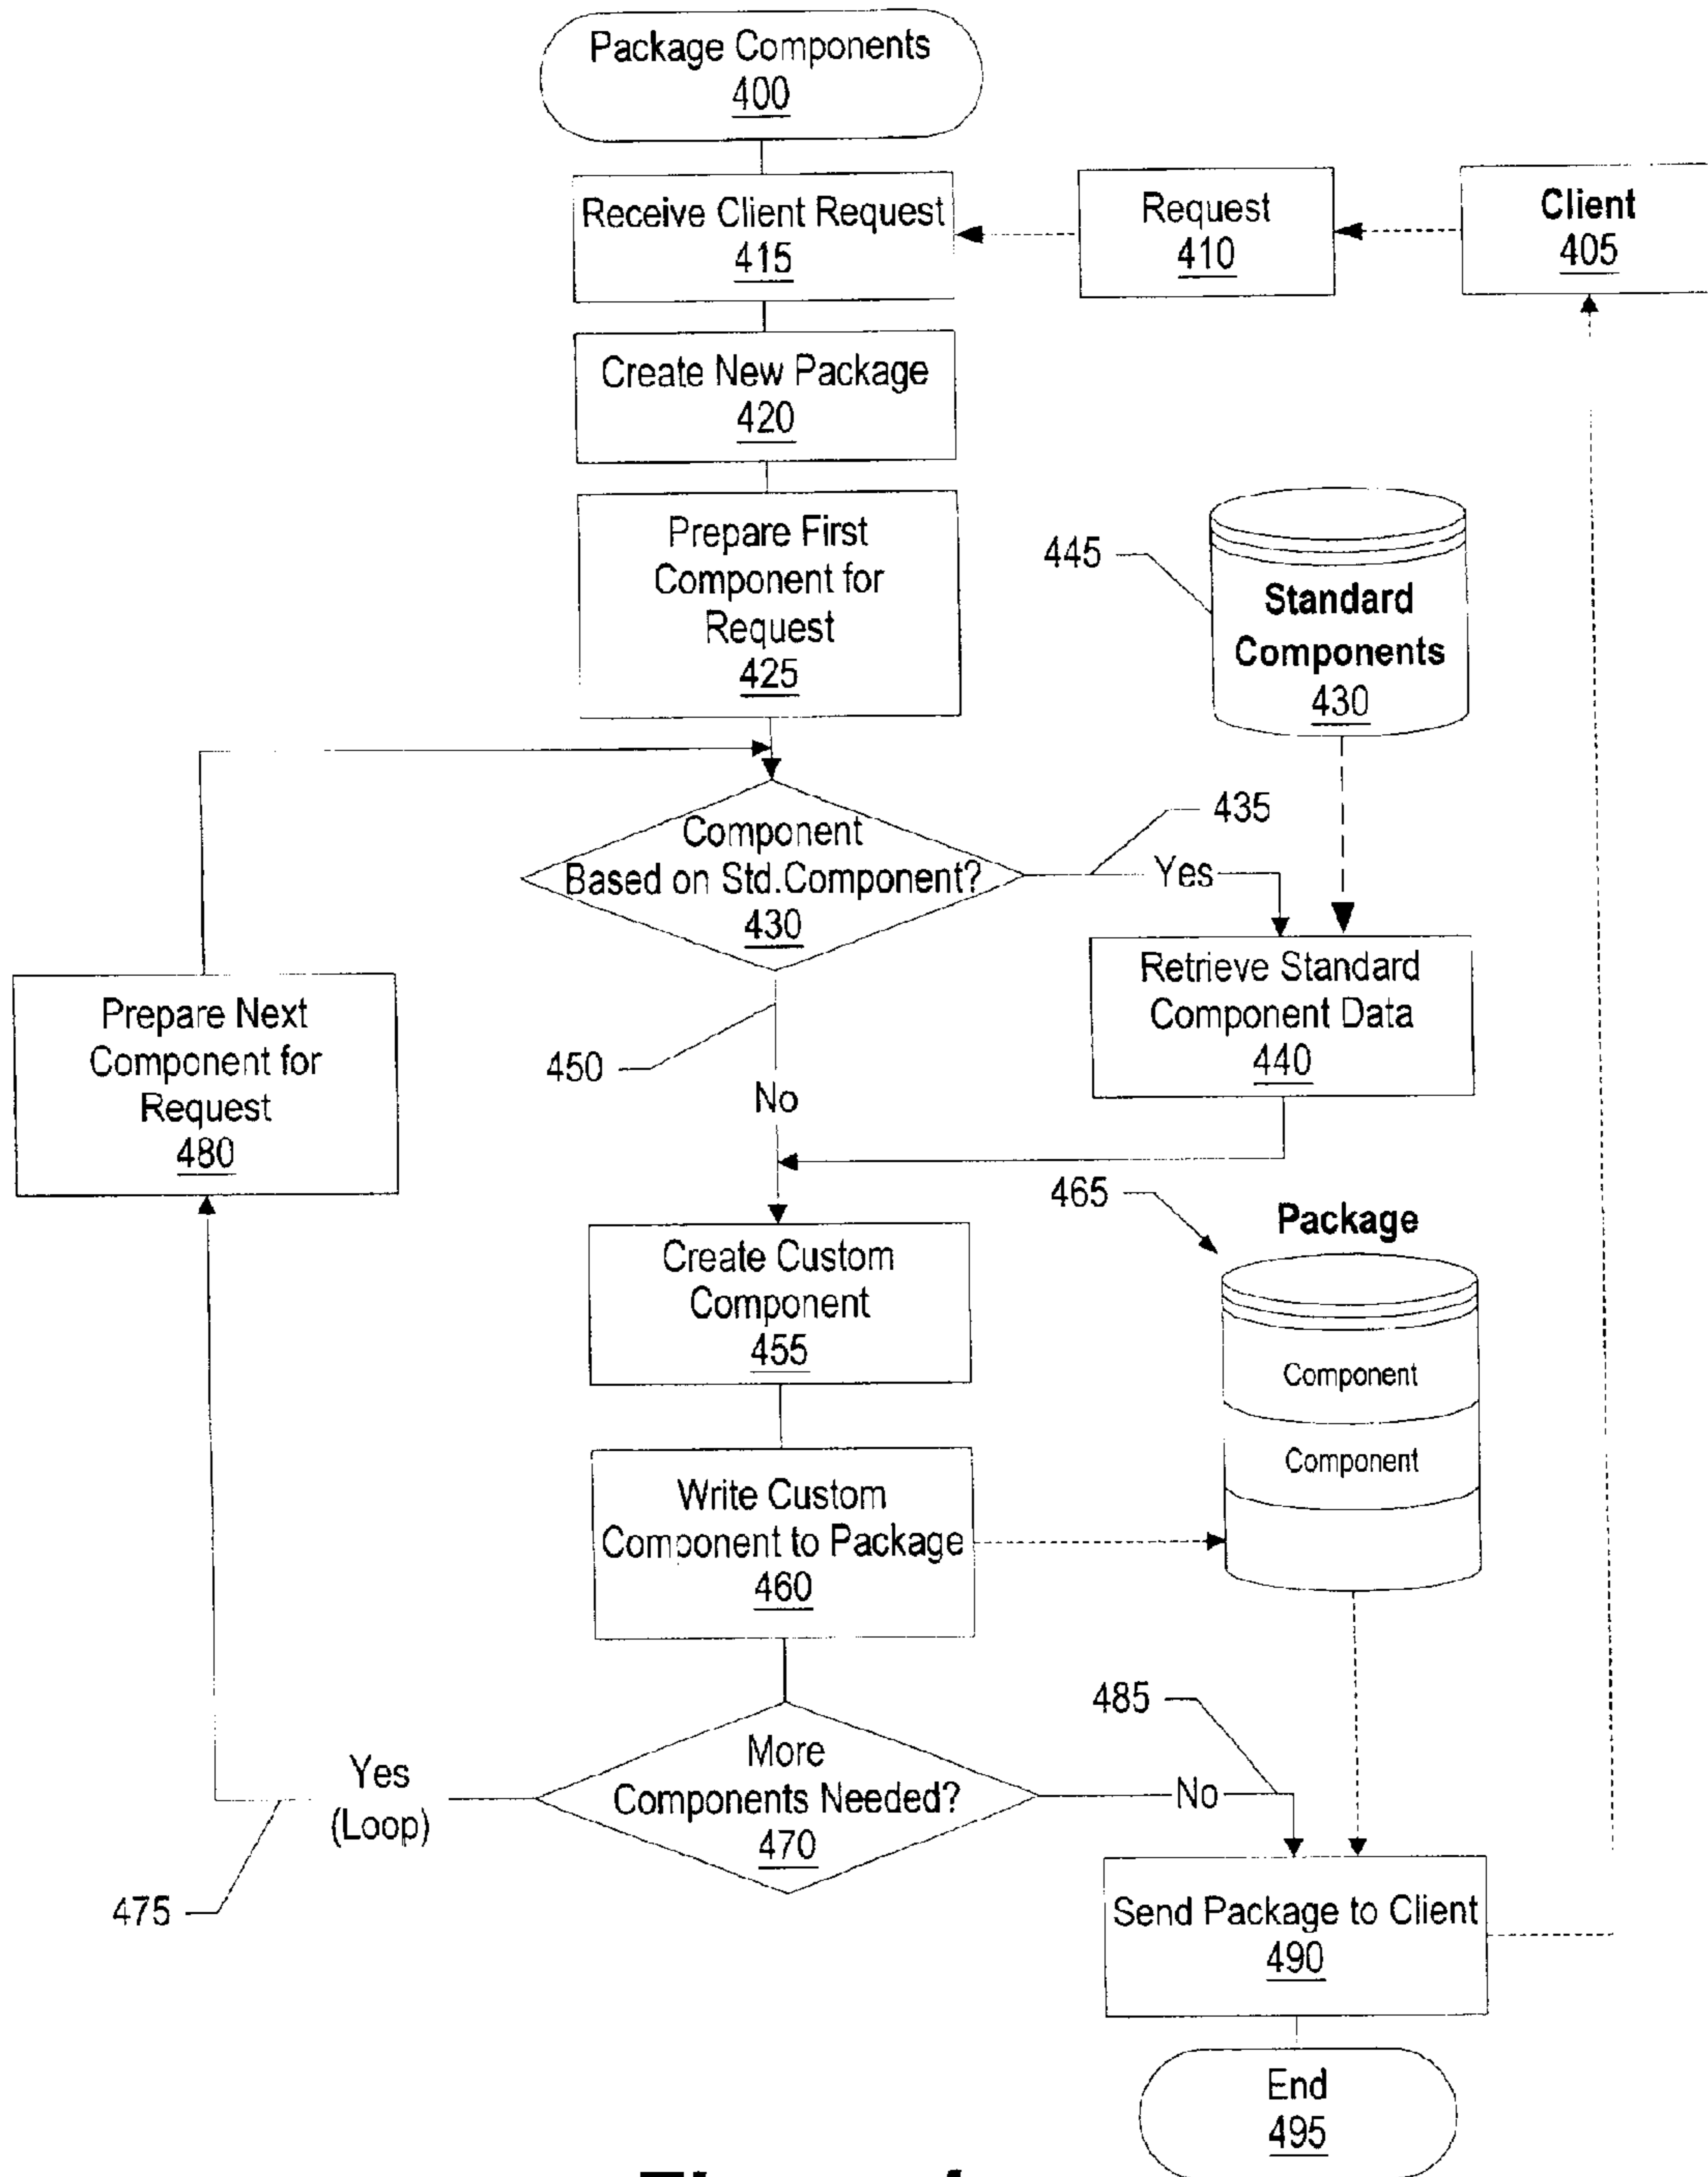 Package Components
400
Receive Client Request
415
Request
410
Client
405
Create New Package
420
Prepare First
Component for
Request
425
445
Standard
Components
430
Component
Based on Std.Component?
430
435
Yes
Retrieve Standard
Component Data
440
Prepare Next
Component for
Request
480
450
No
465
Package
Create Custom
Component
455
Component
Component
Write Custom
Component to Package
460
More
Components Needed?
470
Yes
(Loop)
475
485
No
Send Package to Client
490
End
495